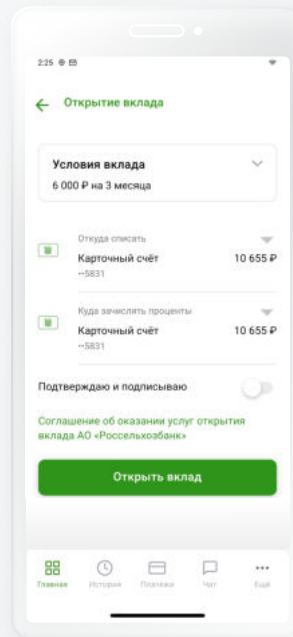 2:25
Открытие вклада
Условия вклада
6 000 ₽ на 3 месяца
Откуда списать
Карточный счёт 10 655 ₽
··5831
Куда зачислять проценты
Карточный счёт 10 655 ₽
··5831
Подтверждаю и подписываю
Соглашение об оказании услуг открытия
вклада АО «Россельхозбанк»
Открыть вклад
Главная История Платежи Чат Ещё